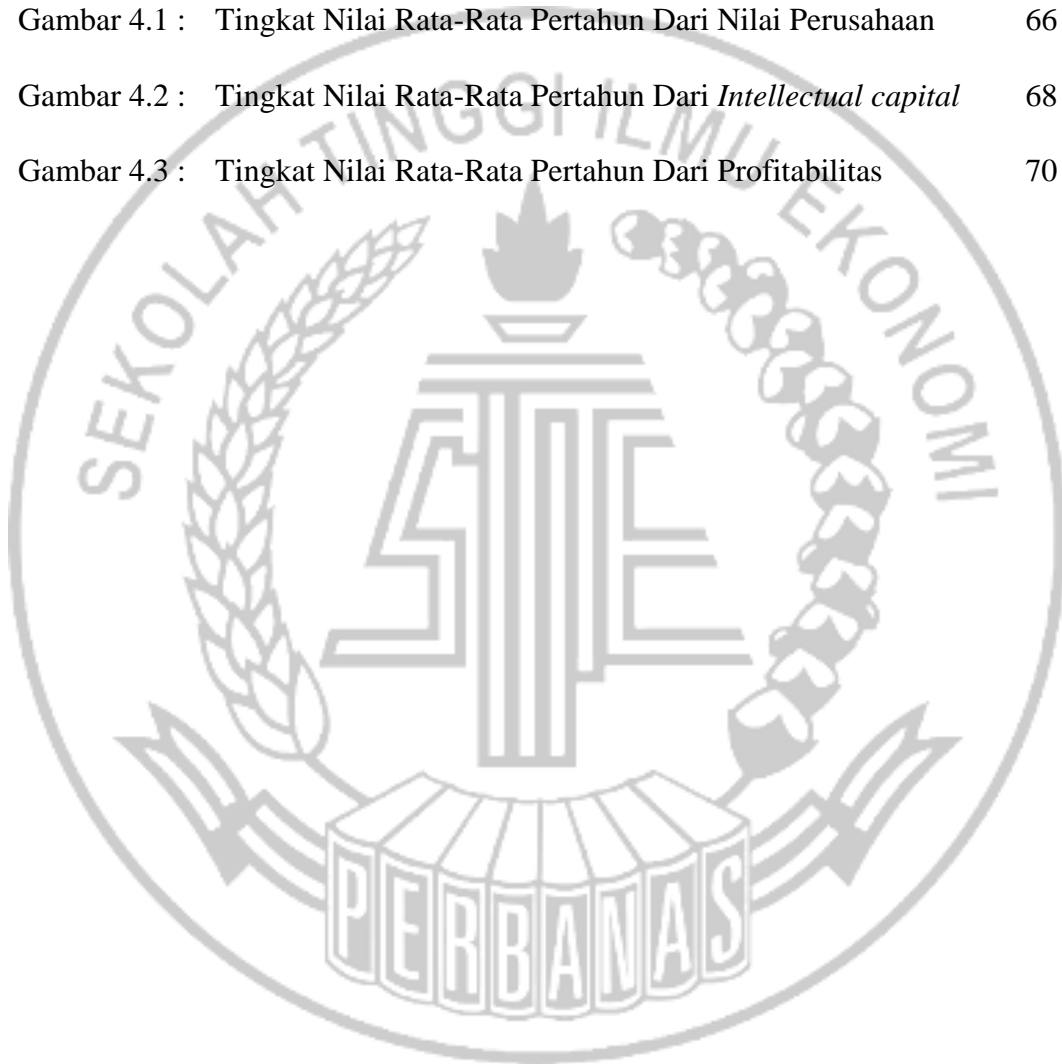 Gambar 4.1 : Tingkat Nilai Rata-Rata Pertahun Dari Nilai Perusahaan 66
Gambar 4.2 : Tingkat Nilai Rata-Rata Pertahun Dari Intellectual capital 68
Gambar 4.3 : Tingkat Nilai Rata-Rata Pertahun Dari Profitabilitas 70
SEKOLAH TINGGI ILMU EKONOMI
STIE
PERBANAS